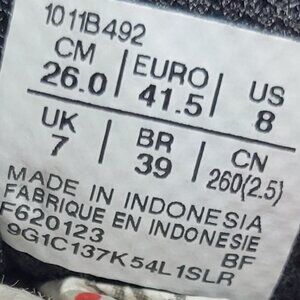 1011B492
CM | EURO | US
26.0 | 41.5 | 8
UK | BR | CN
7 | 39 | 260(2.5)
MADE IN INDONESIA
FABRIQUE EN INDONESIE
F620123 BF
9G1C137K54L1SLR